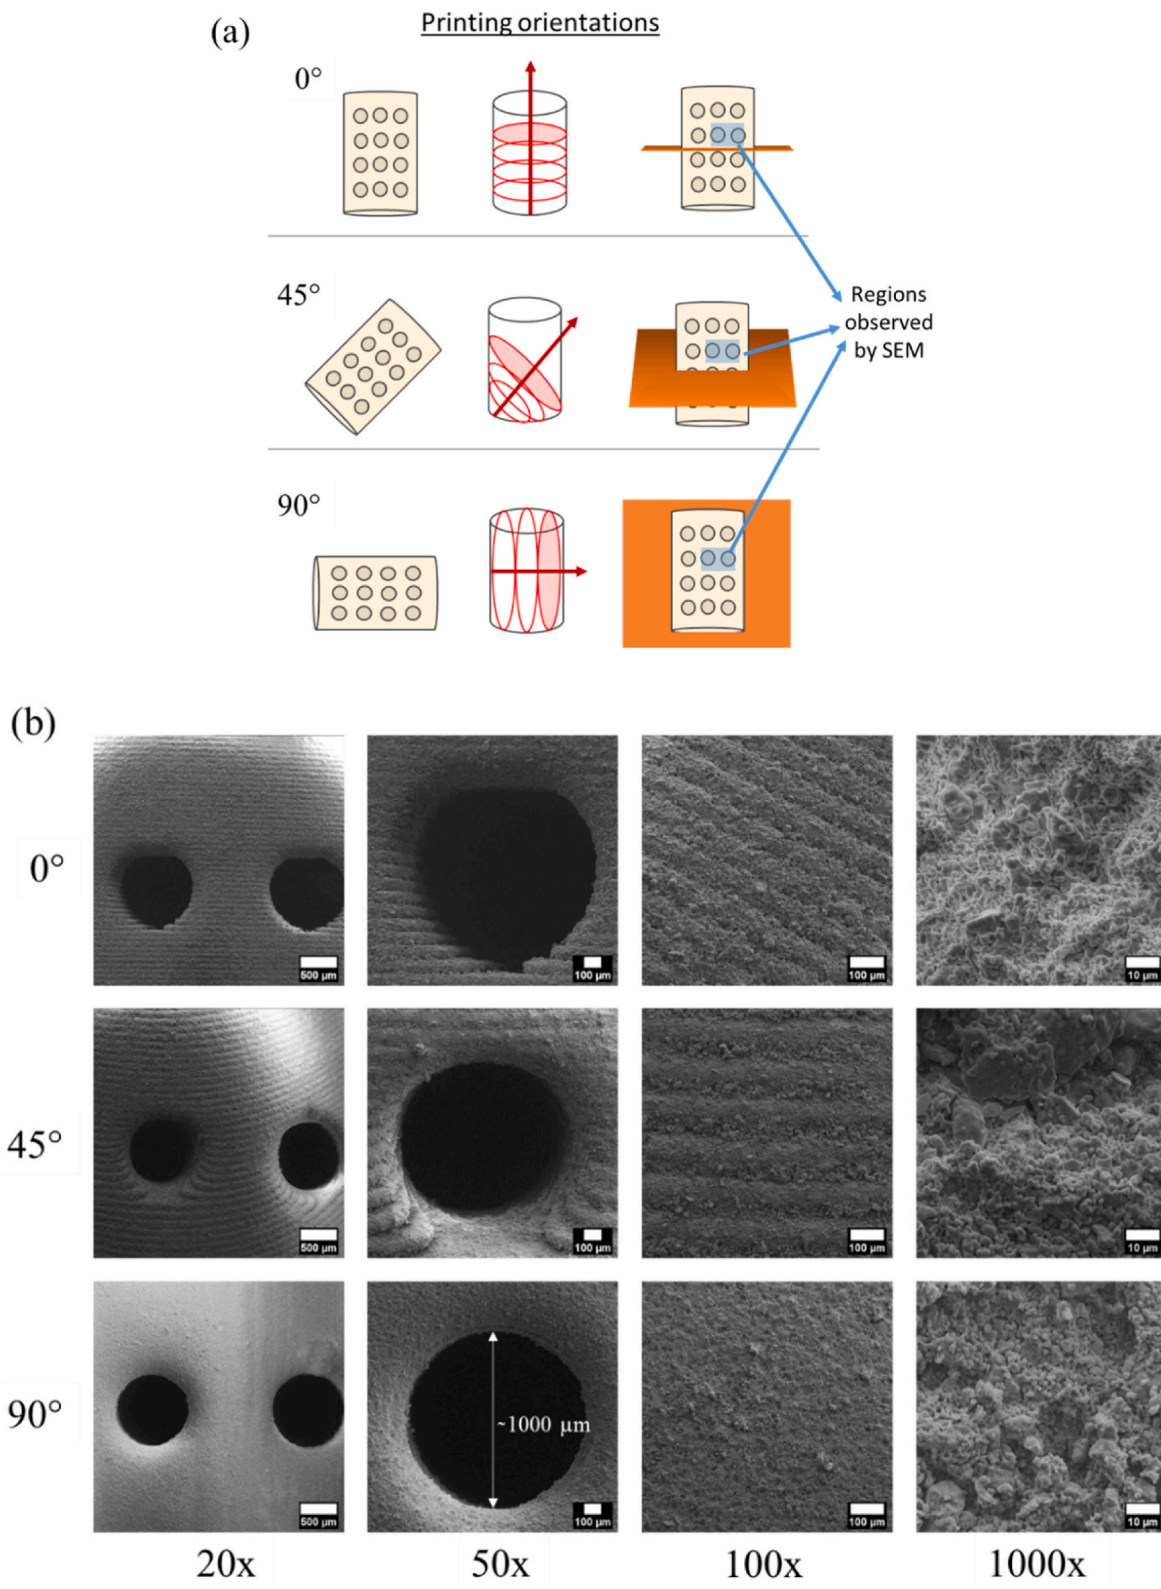 (a)
Printing orientations
0°
45°
Regions
observed
by SEM
90°
(b)
0°
500 µm
100 µm
100 µm
10 µm
45°
500 µm
100 µm
100 µm
10 µm
90°
~1000 µm
500 µm
100 µm
100 µm
10 µm
20x
50x
100x
1000x